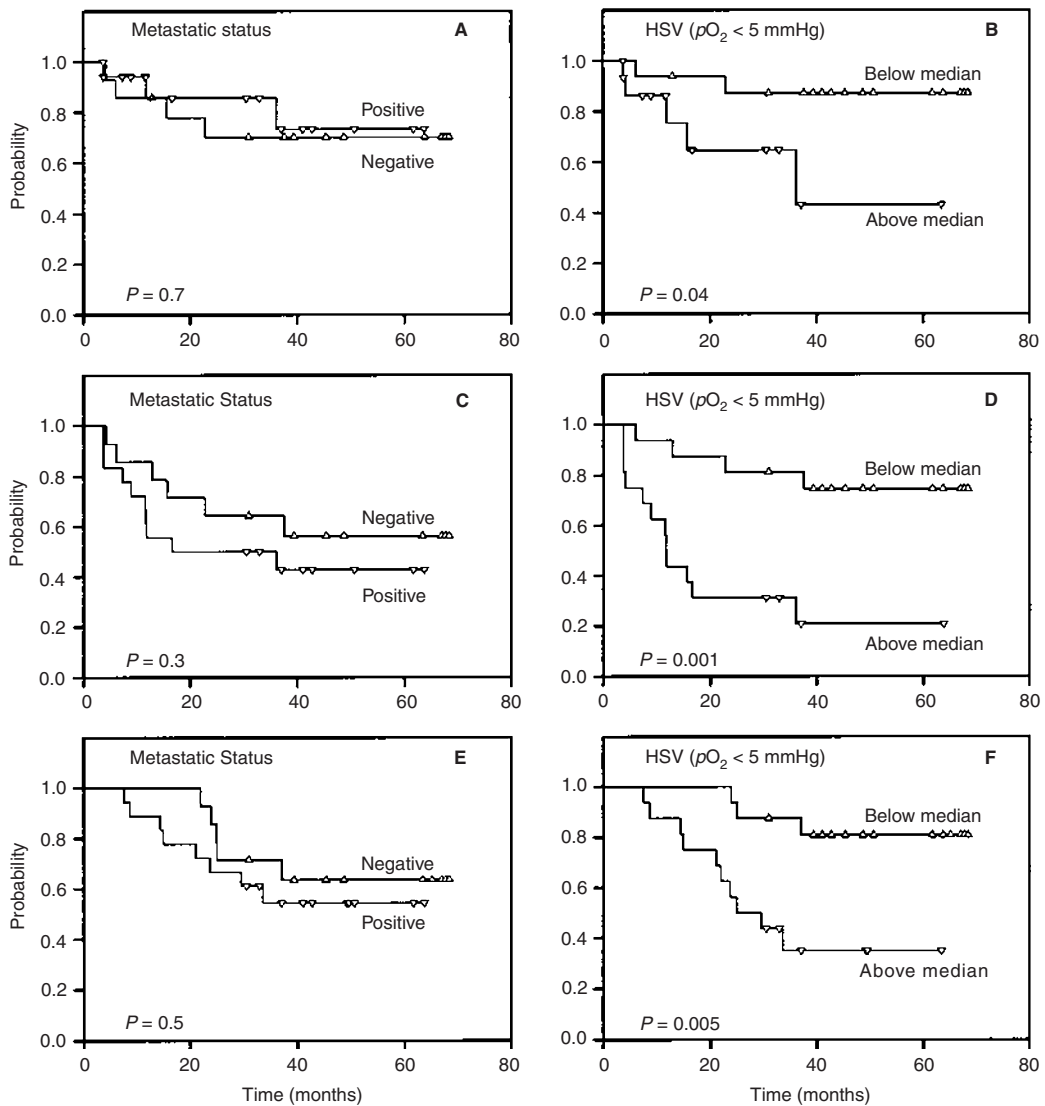 Metastatic status
A
Probability
1.0
0.8
0.6
0.4
0.2
0.0
Positive
Negative
P = 0.7
0 20 40 60 80
HSV (pO2 < 5 mmHg)
B
1.0
0.8
0.6
0.4
0.2
0.0
Below median
Above median
P = 0.04
0 20 40 60 80
Metastatic Status
C
Probability
1.0
0.8
0.6
0.4
0.2
0.0
Negative
Positive
P = 0.3
0 20 40 60 80
HSV (pO2 < 5 mmHg)
D
1.0
0.8
0.6
0.4
0.2
0.0
Below median
Above median
P = 0.001
0 20 40 60 80
Metastatic Status
E
Probability
1.0
0.8
0.6
0.4
0.2
0.0
Negative
Positive
P = 0.5
0 20 40 60 80
Time (months)
HSV (pO2 < 5 mmHg)
F
1.0
0.8
0.6
0.4
0.2
0.0
Below median
Above median
P = 0.005
0 20 40 60 80
Time (months)